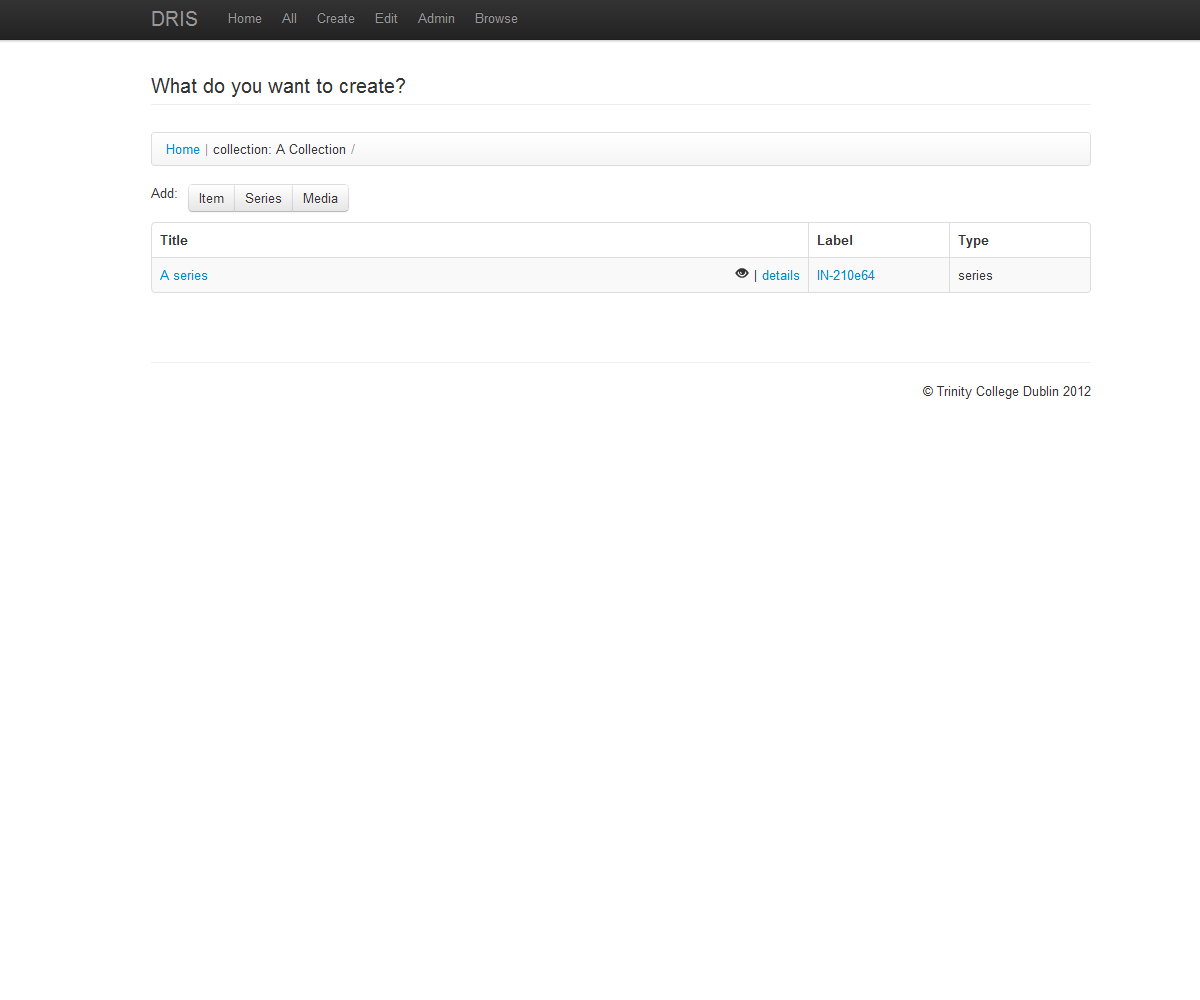 DRIS Home All Create Edit Admin Browse
What do you want to create?
Home | collection: A Collection /
Add: Item Series Media
Title Label Type
A series | details IN-210e64 series
© Trinity College Dublin 2012